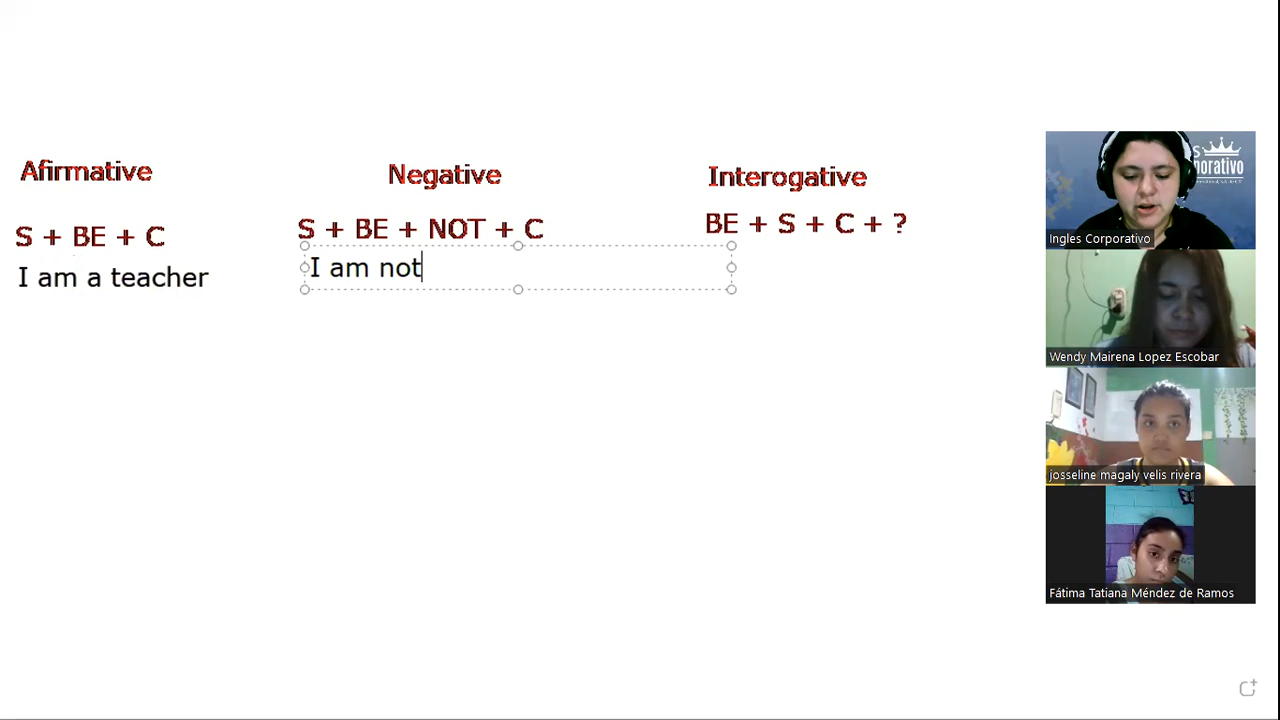 Afirmative
Negative
Interogative
S + BE + C
S + BE + NOT + C
BE + S + C + ?
I am a teacher
I am not
S
porativo
Ingles Corporativo
Wendy Mairena Lopez Escobar
josseline magaly velis rivera
Fátima Tatiana Méndez de Ramos